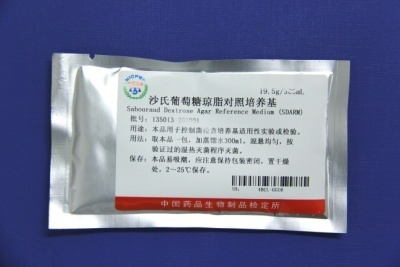 19.5g/300mL
沙氏葡萄糖琼脂对照培养基
Sabouraud Dextrose Agar Reference Medium (SDARM)
批号：135013
用途：本品用于控制菌检查培养基适用性实验或检验。
用法：取本品一包，加蒸馏水300ml，混悬均匀，按
验证过的湿热灭菌程序灭菌。
保存：本品易吸潮，应注意保持包装密闭，置干燥
处，2～25℃保存。
中国药品生物制品检定所